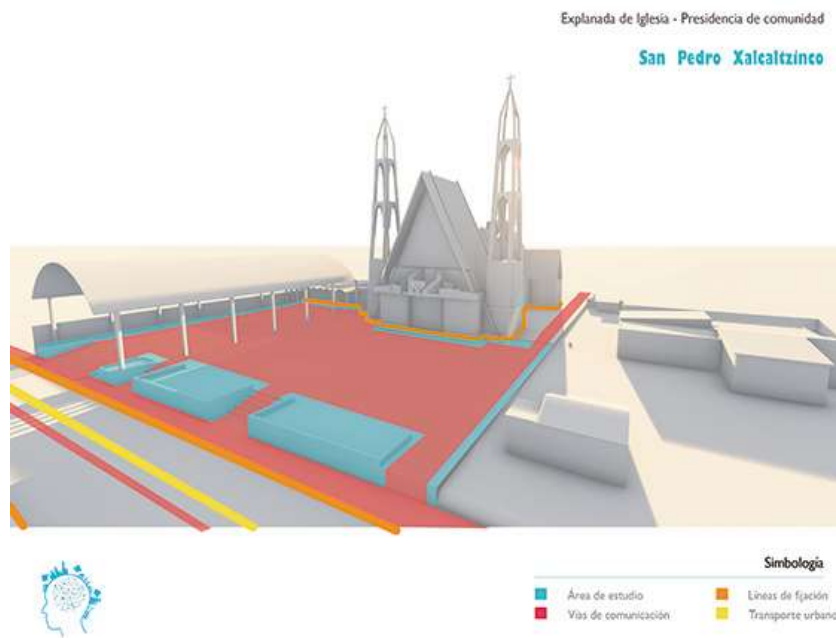 Explanada de Iglesia - Presidencia de comunidad
San Pedro Xalcaltzinco
Simbología
Área de estudio
Líneas de fijación
Vías de comunicación
Transporte urbano